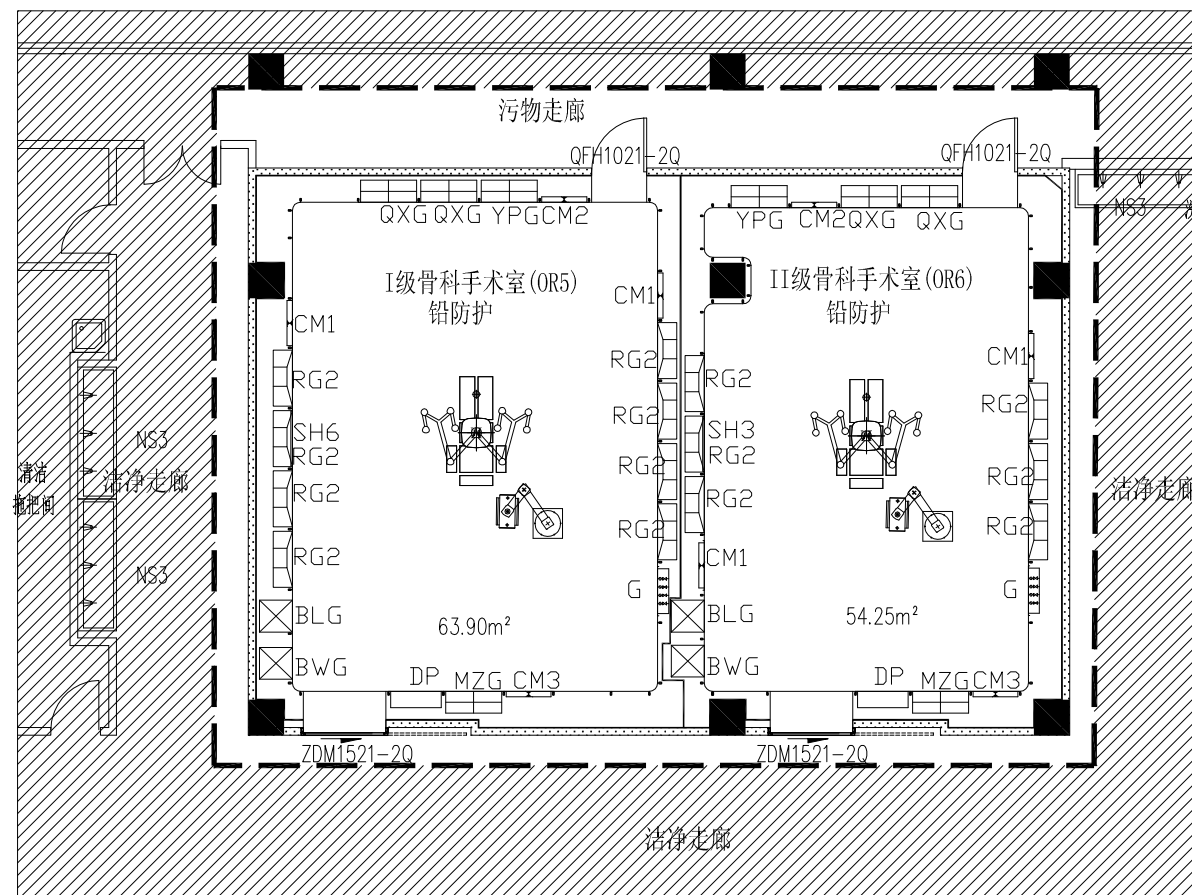 污物走廊
QFH1021-2Q
QFH1021-2Q
QXG
QXG
YPG
CM2
YPG
CM2
QXG
QXG
NS3
I级骨科手术室(OR5)
铅防护
II级骨科手术室(OR6)
铅防护
CM1
CM1
CM1
RG2
RG2
RG2
RG2
RG2
SH6
RG2
SH3
RG2
NS3
RG2
RG2
清洁
拖把间
洁净走廊
RG2
RG2
RG2
RG2
洁净走廊
RG2
CM1
NS3
G
G
BLG
63.90m²
BLG
54.25m²
BWG
DP
MZG
CM3
BWG
DP
MZG
CM3
ZDM1521-2Q
ZDM1521-2Q
洁净走廊